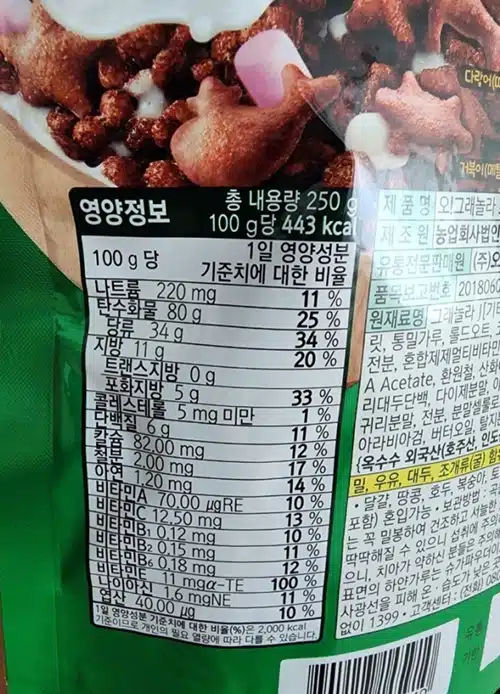 다랑어(
거북이(메
영양정보
총 내용량 250 g
100 g당 443 kcal
100 g당
1일 영양성분
기준치에 대한 비율
나트륨 220 mg 11 %
탄수화물 80 g 25 %
당류 34 g 34 %
지방 11 g 20 %
트랜스지방 0 g
포화지방 5 g 33 %
콜레스테롤 5 mg 미만 1 %
단백질 6 g 11 %
칼슘 82.00 mg 12 %
철분 2.00 mg 17 %
아연 1.20 mg 14 %
비타민A 70.00 μgRE 10 %
비타민C 12.50 mg 13 %
비타민B 0.12 mg 10 %
비타민B₂ 0.15 mg 11 %
비타민B₆ 0.18 mg 12 %
비타민E 11 mgα-TE 100 %
나이아신 1.6 mgNE 11 %
엽산 40.00 μg 10 %
1일 영양성분 기준치에 대한 비율(%)은 2,000 kcal
기준이므로 개인의 필요 열량에 따라 다를 수 있습니다.
제 품 명 오!그래놀라
제 조 원 농업회사법인
유통전문판매원 (주)오
품목보고번호 2018060
원재료명 그래놀라
릿, 통밀가루, 롤드오트,
전분, 혼합제제멀티비타민
A Acetate, 환원철, 산화
리대두단백, 다이제분말,
귀리분말, 전분, 분말셀룰로
아라비아검, 버터오일, 탈지
{옥수수 외국산(호주산, 인도
밀, 우유, 대두, 조개류(굴) 함유
• 달걀, 땅콩, 호두, 복숭아, 토
포함) 혼입가능 • 보관방법 :
는 꼭 밀봉하여 건조하고 서늘한
딱딱해질 수 있으니 섭취에 주의
으니, 치아가 약하신 분들은 주의
표면의 하얀가루는 슈가파우더
사광선을 피해 온·습도가 낮은
없이 1399 • 고객센터 : (전화)